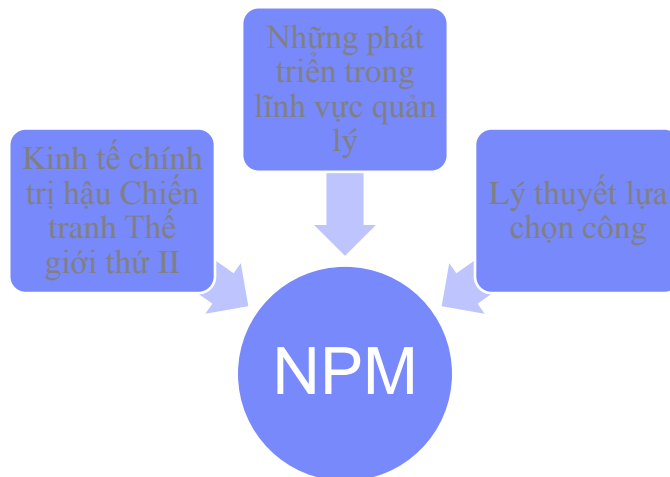 Kinh tế chính
trị hậu Chiến
tranh Thế
giới thứ II
Những phát
triển trong
lĩnh vực quản
lý
Lý thuyết lựa
chọn công
NPM